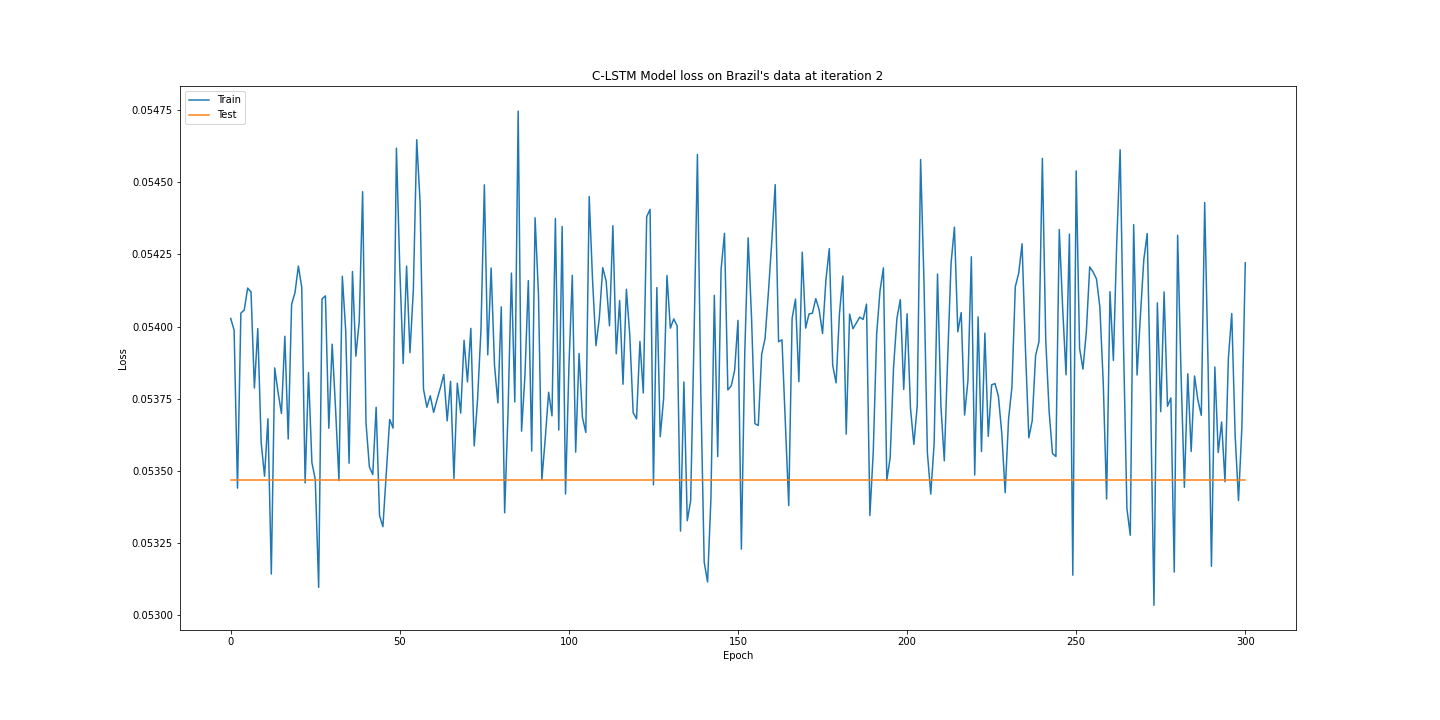 C-LSTM Model loss on Brazil's data at iteration 2
Train
Test
0.05475
0.05450
0.05425
0.05400
0.05375
0.05350
0.05325
0.05300
Loss
0 50 100 150 200 250 300
Epoch